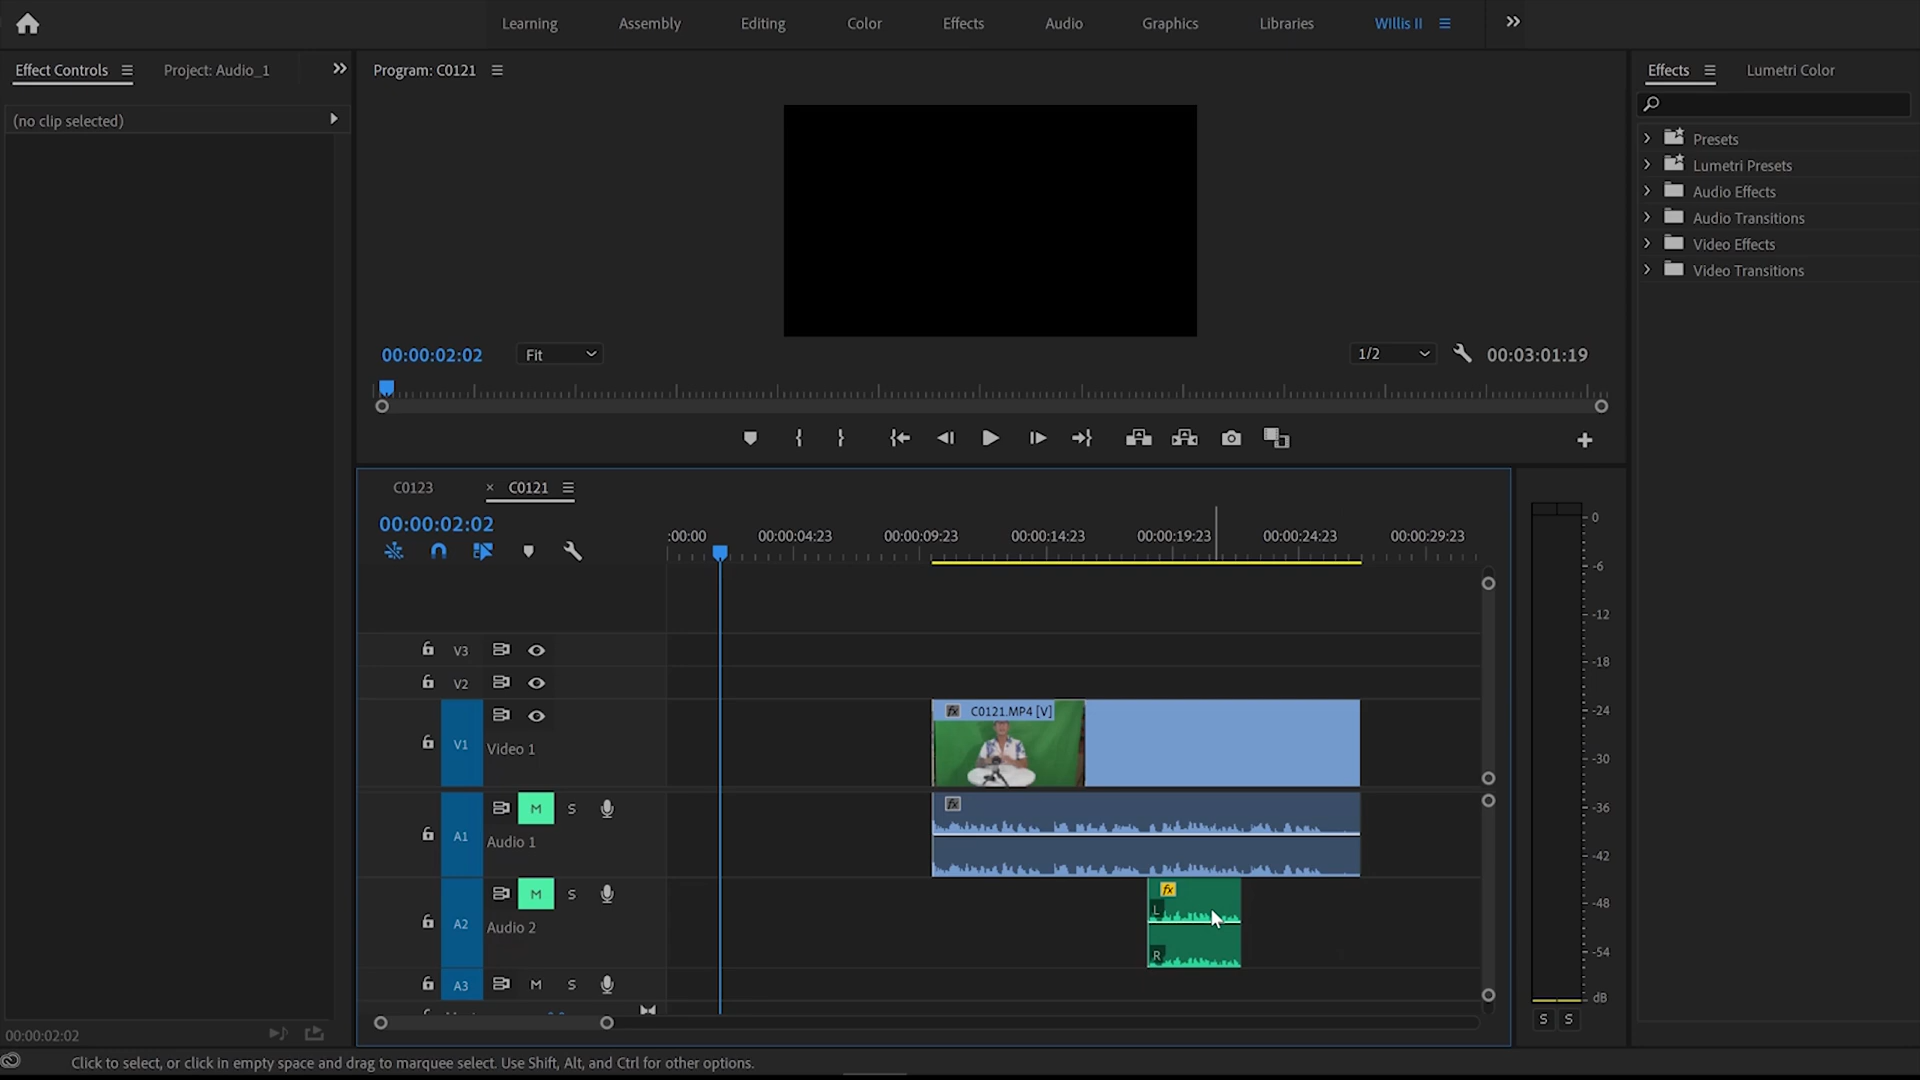 Learning Assembly Editing Color Effects Audio Graphics Libraries WIllis II
Effect Controls Project: Audio_1
(no clip selected)
Program: C0121
00:00:02:02 Fit 1/2 00:03:01:19
Effects Lumetri Color
Presets
Lumetri Presets
Audio Effects
Audio Transitions
Video Effects
Video Transitions
C0123 × C0121
00:00:02:02
:00:00 00:00:04:23 00:00:09:23 00:00:14:23 00:00:19:23 00:00:24:23 00:00:29:23
V3
V2
V1 Video 1
fx C0121.MP4 [V]
A1 M S
Audio 1
fx
A2 M S
Audio 2
fx
L
R
A3 M S
0
-6
-12
-18
-24
-30
-36
-42
-48
-54
dB
S S
00:00:02:02
Click to select, or click in empty space and drag to marquee select. Use Shift, Alt, and Ctrl for other options.